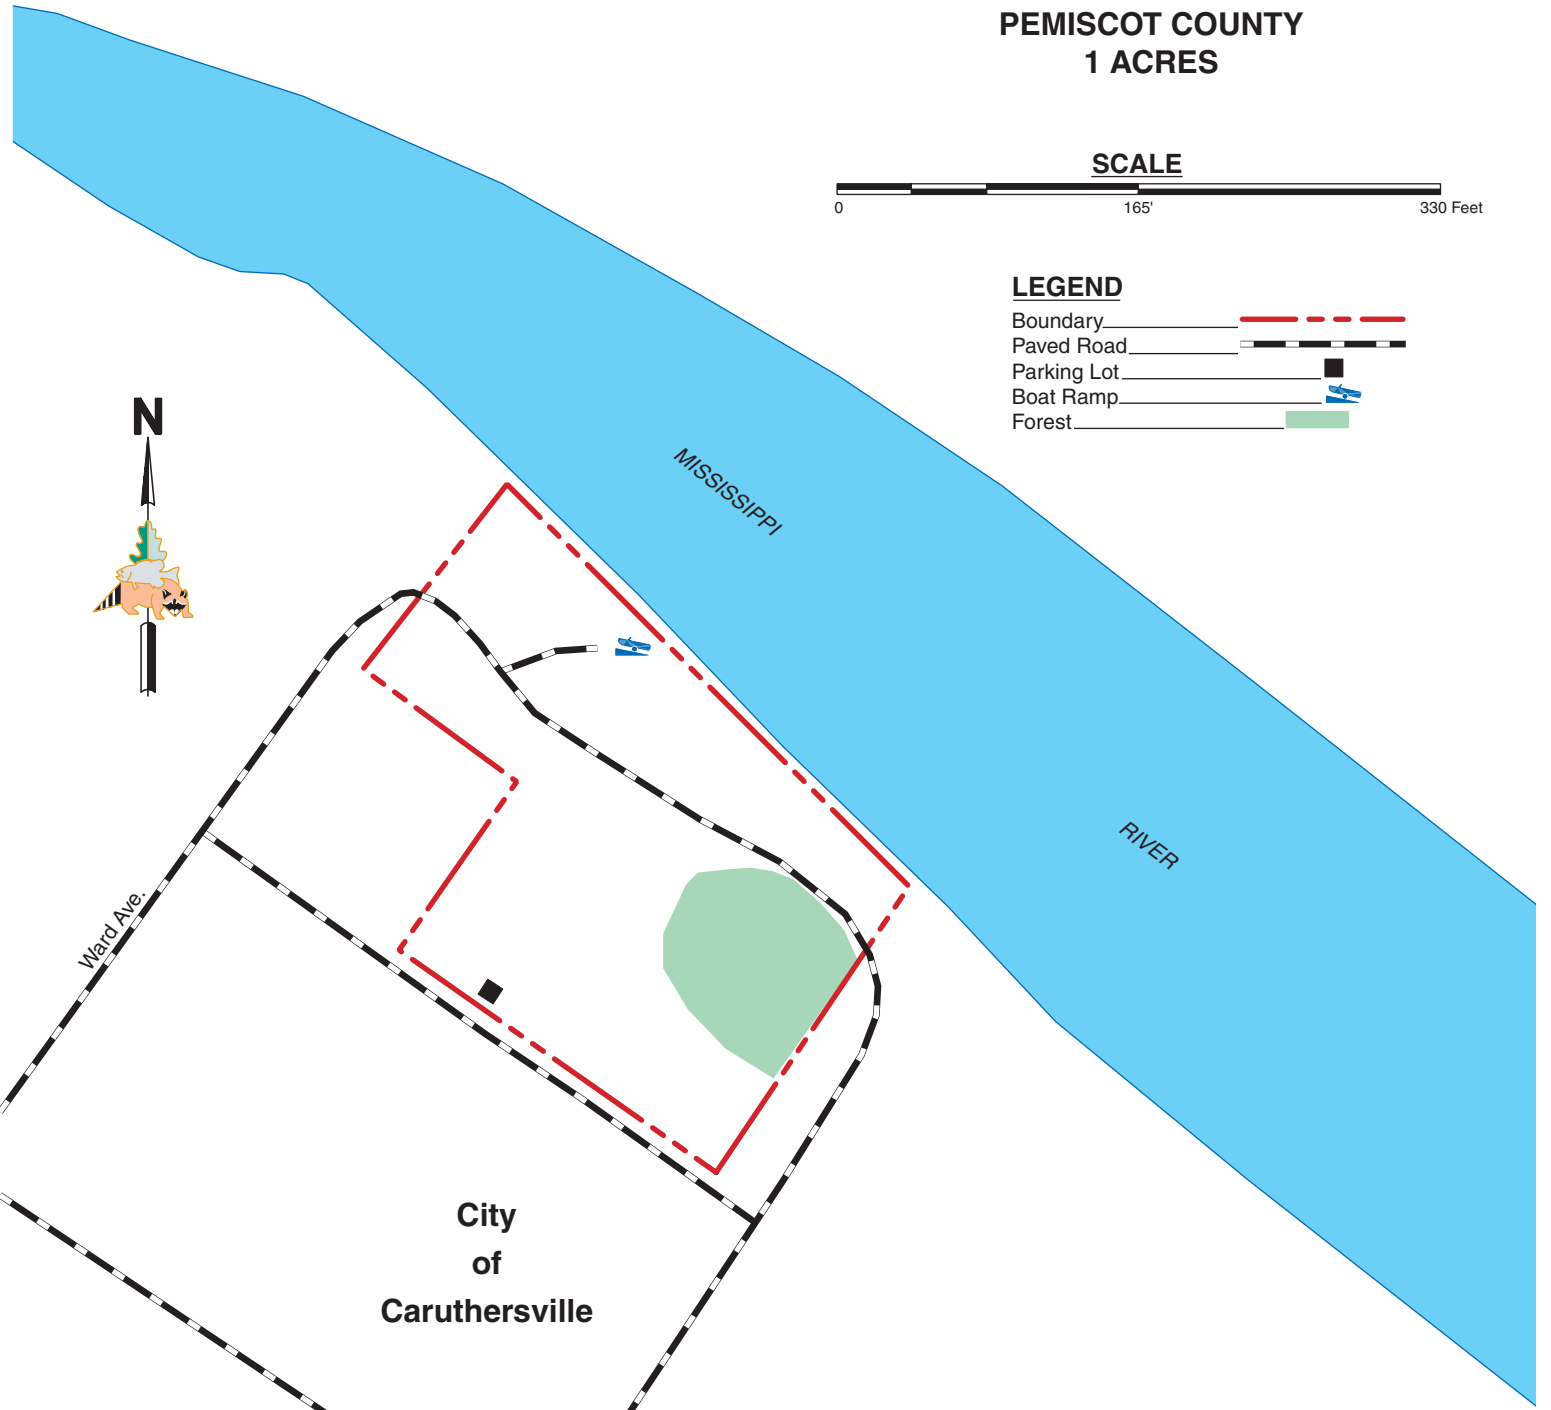 PEMISCOT COUNTY
1 ACRES
SCALE
0 165' 330 Feet
LEGEND
Boundary
Paved Road
Parking Lot
Boat Ramp
Forest
N
MISSISSIPPI
RIVER
Ward Ave.
City
of
Caruthersville